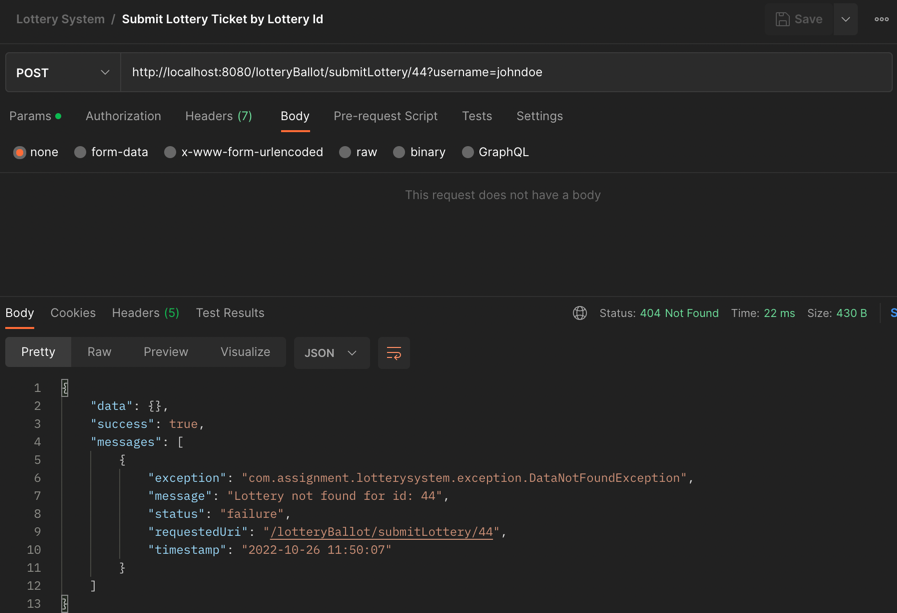 Lottery System / Submit Lottery Ticket by Lottery Id Save
POST http://localhost:8080/lotteryBallot/submitLottery/44?username=johndoe
Params Authorization Headers (7) Body Pre-request Script Tests Settings
none form-data x-www-form-urlencoded raw binary GraphQL
This request does not have a body
Body Cookies Headers (5) Test Results Status: 404 Not Found Time: 22 ms Size: 430 B S
Pretty Raw Preview Visualize JSON
1 {
2 "data": {},
3 "success": true,
4 "messages": [
5 {
6 "exception": "com.assignment.lotterysystem.exception.DataNotFoundException",
7 "message": "Lottery not found for id: 44",
8 "status": "failure",
9 "requestedUri": "/lotteryBallot/submitLottery/44",
10 "timestamp": "2022-10-26 11:50:07"
11 }
12 ]
13 }